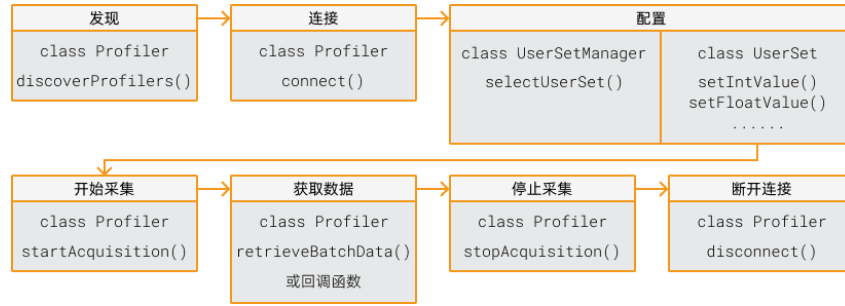 发现
class Profiler
discoverProfilers()
连接
class Profiler
connect()
配置
class UserSetManager
selectUserSet()
class UserSet
setIntValue()
setFloatValue()
......
开始采集
class Profiler
startAcquisition()
获取数据
class Profiler
retrieveBatchData()
或回调函数
停止采集
class Profiler
stopAcquisition()
断开连接
class Profiler
disconnect()